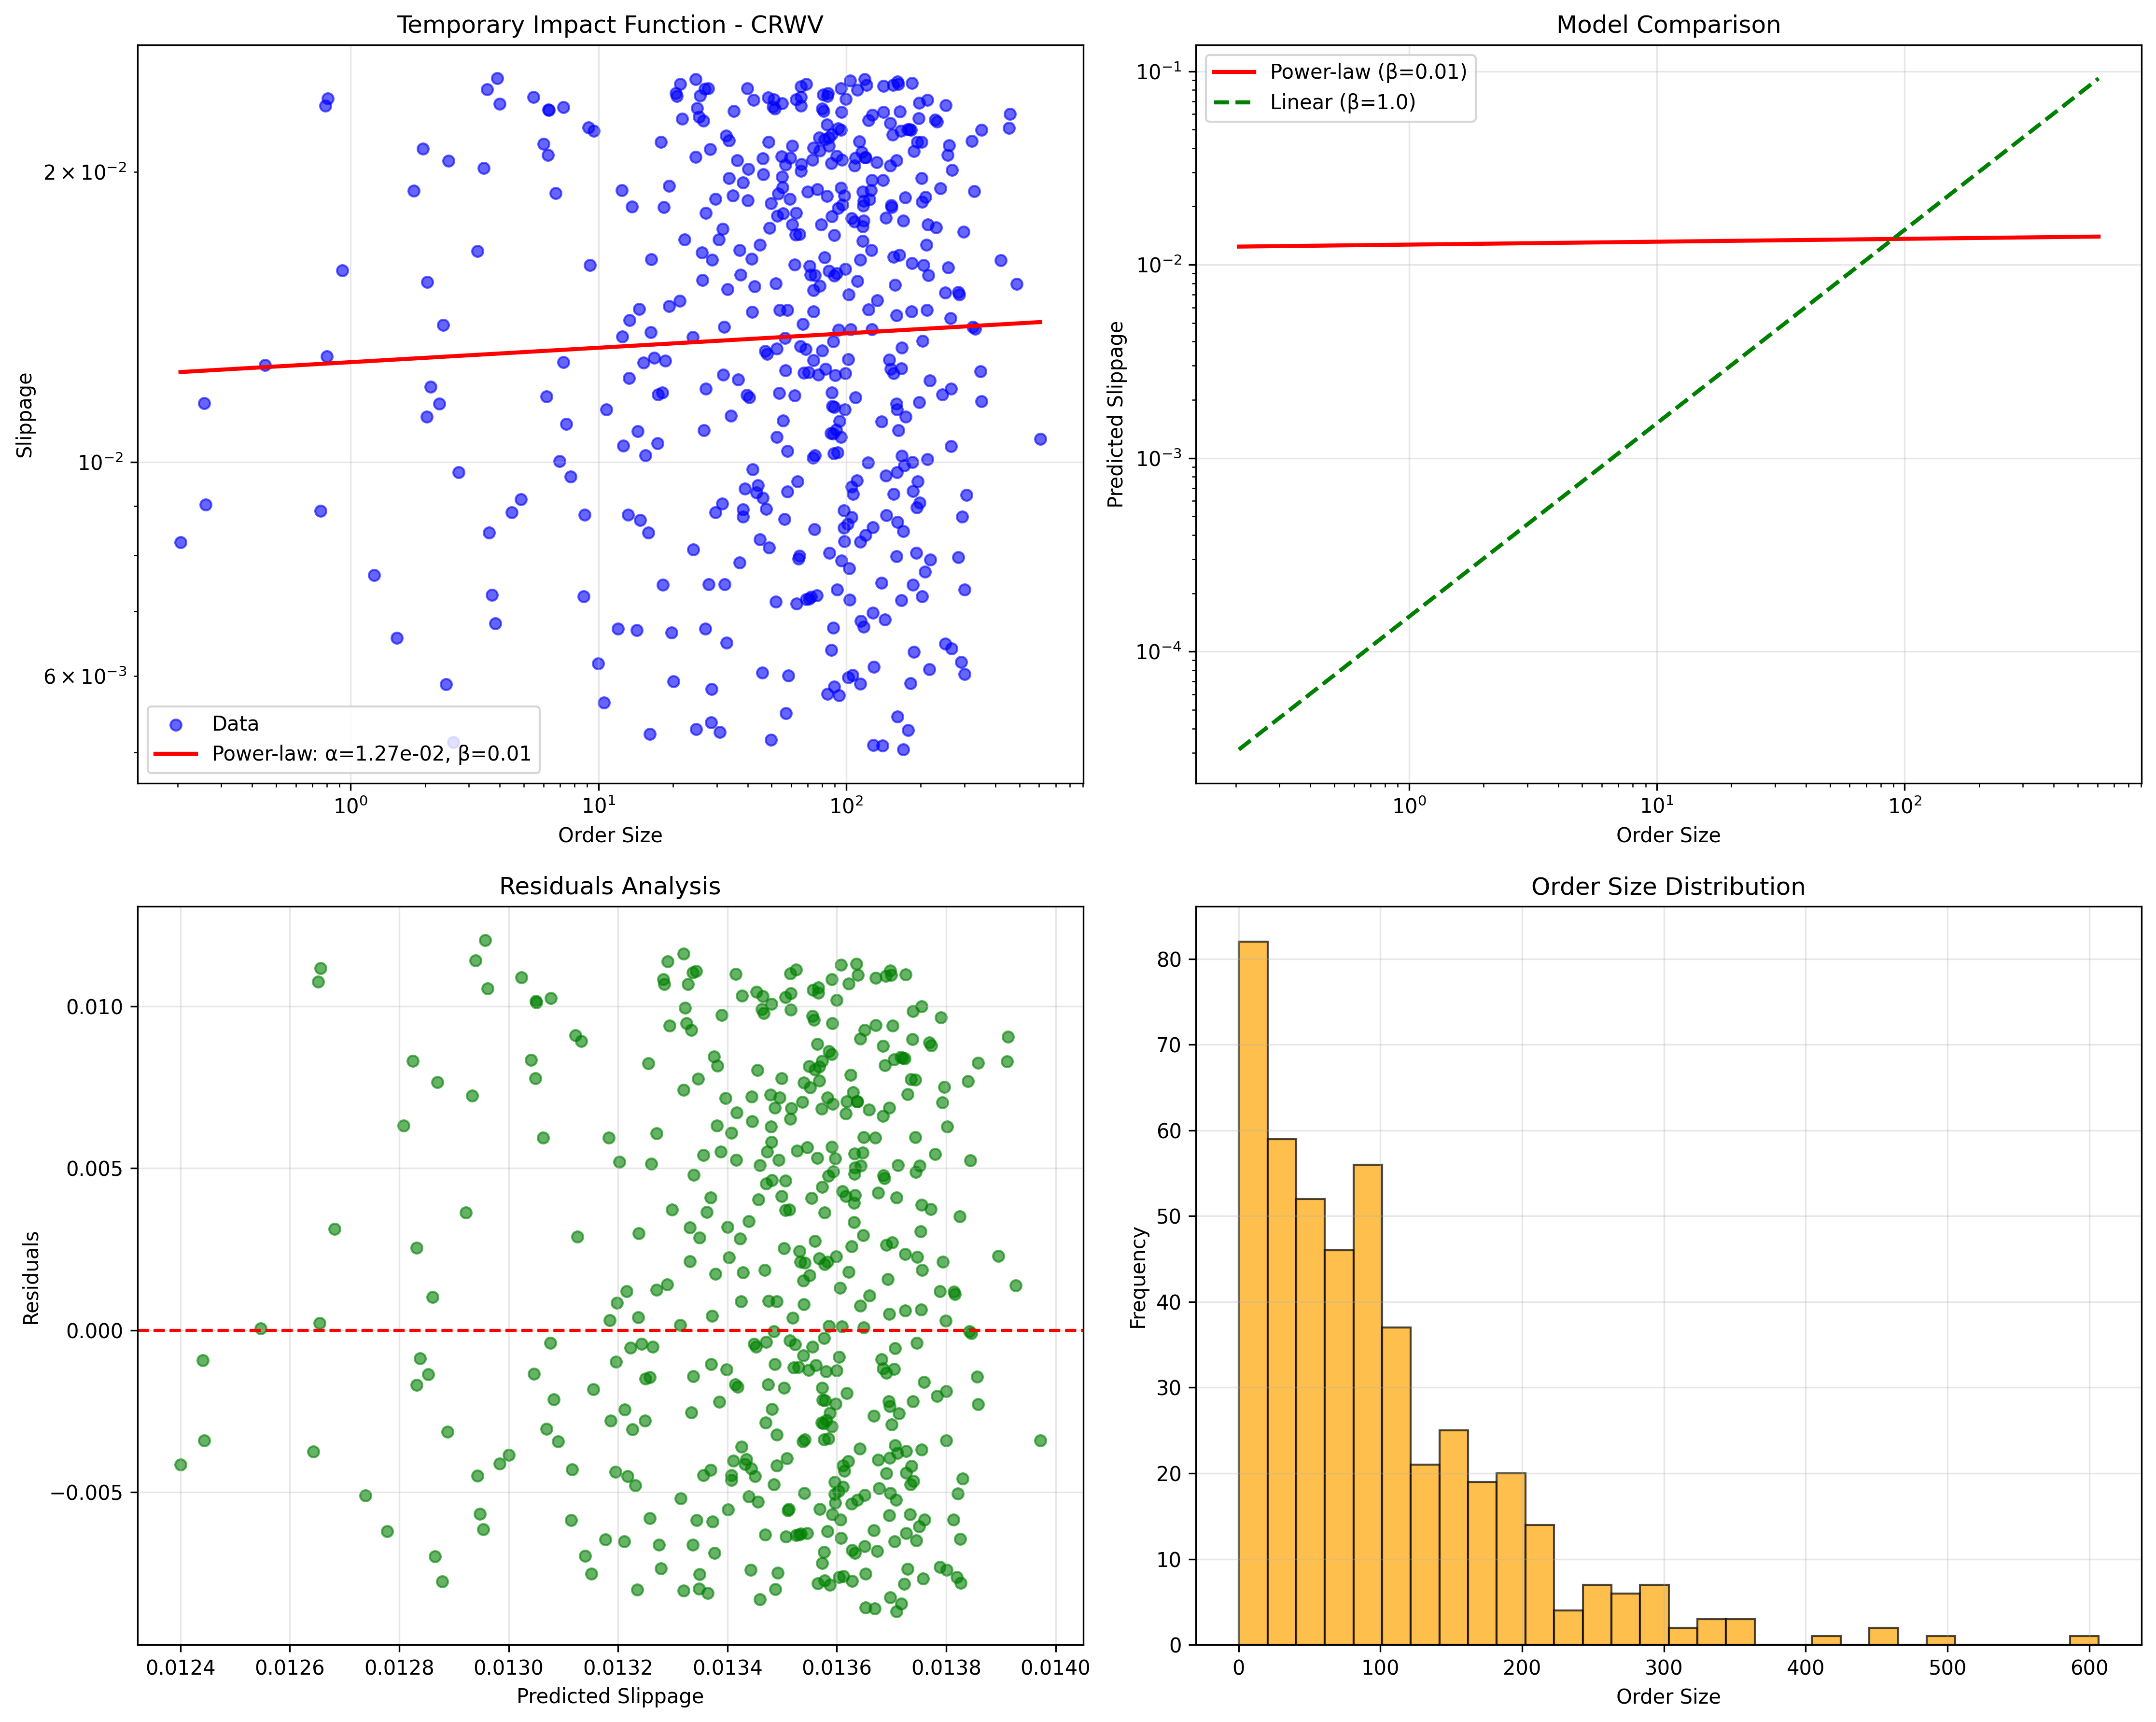 Temporary Impact Function - CRWV
Slippage
2 × 10⁻²
10⁻²
6 × 10⁻³
Data
Power-law: α=1.27e-02, β=0.01
10⁰ 10¹ 10²
Order Size
Model Comparison
Predicted Slippage
10⁻¹
10⁻²
10⁻³
10⁻⁴
Power-law (β=0.01)
Linear (β=1.0)
10⁰ 10¹ 10²
Order Size
Residuals Analysis
Residuals
0.010
0.005
0.000
−0.005
0.0124 0.0126 0.0128 0.0130 0.0132 0.0134 0.0136 0.0138 0.0140
Predicted Slippage
Order Size Distribution
Frequency
80
70
60
50
40
30
20
10
0
0 100 200 300 400 500 600
Order Size